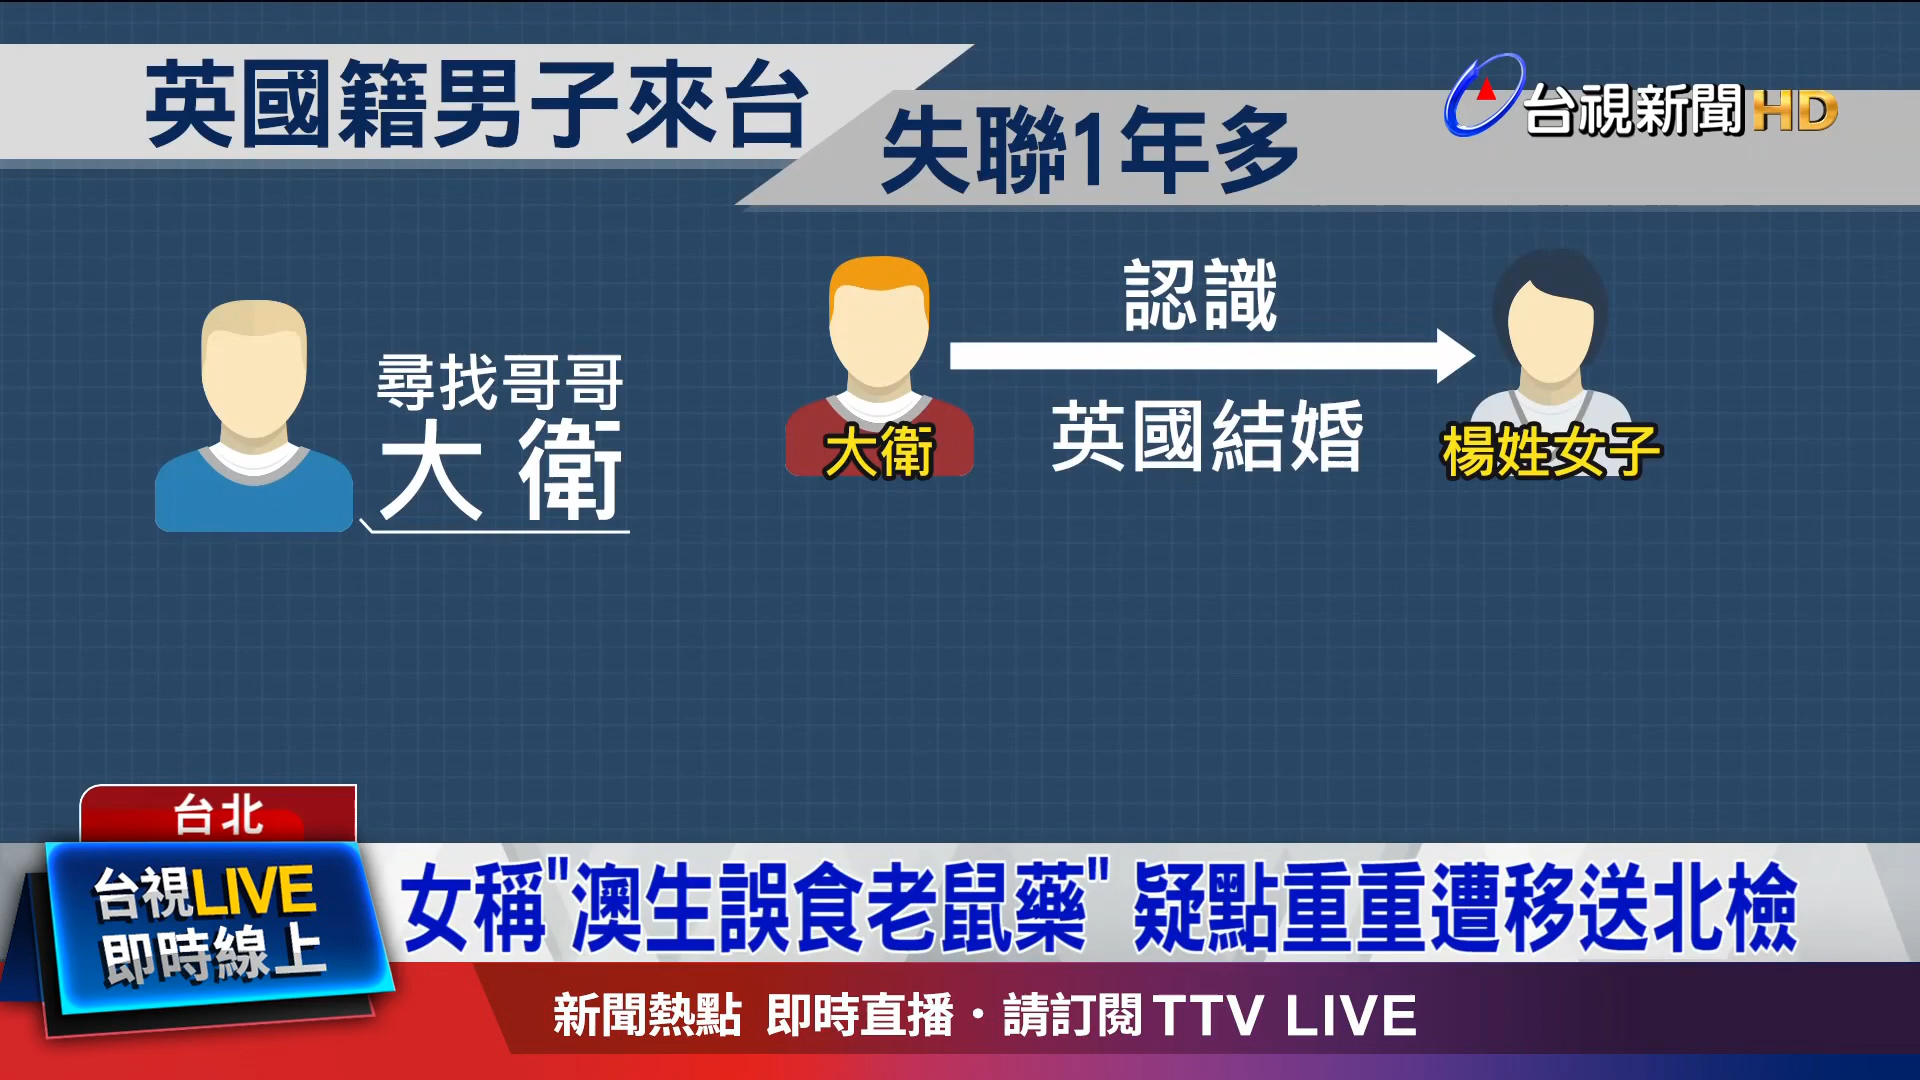 英國籍男子來台
失聯1年多
台視新聞HD
尋找哥哥
大衛
認識
英國結婚
大衛
楊姓女子
台北
台視LIVE
即時線上
女稱"澳生誤食老鼠藥" 疑點重重遭移送北檢
新聞熱點 即時直播・請訂閱TTV LIVE